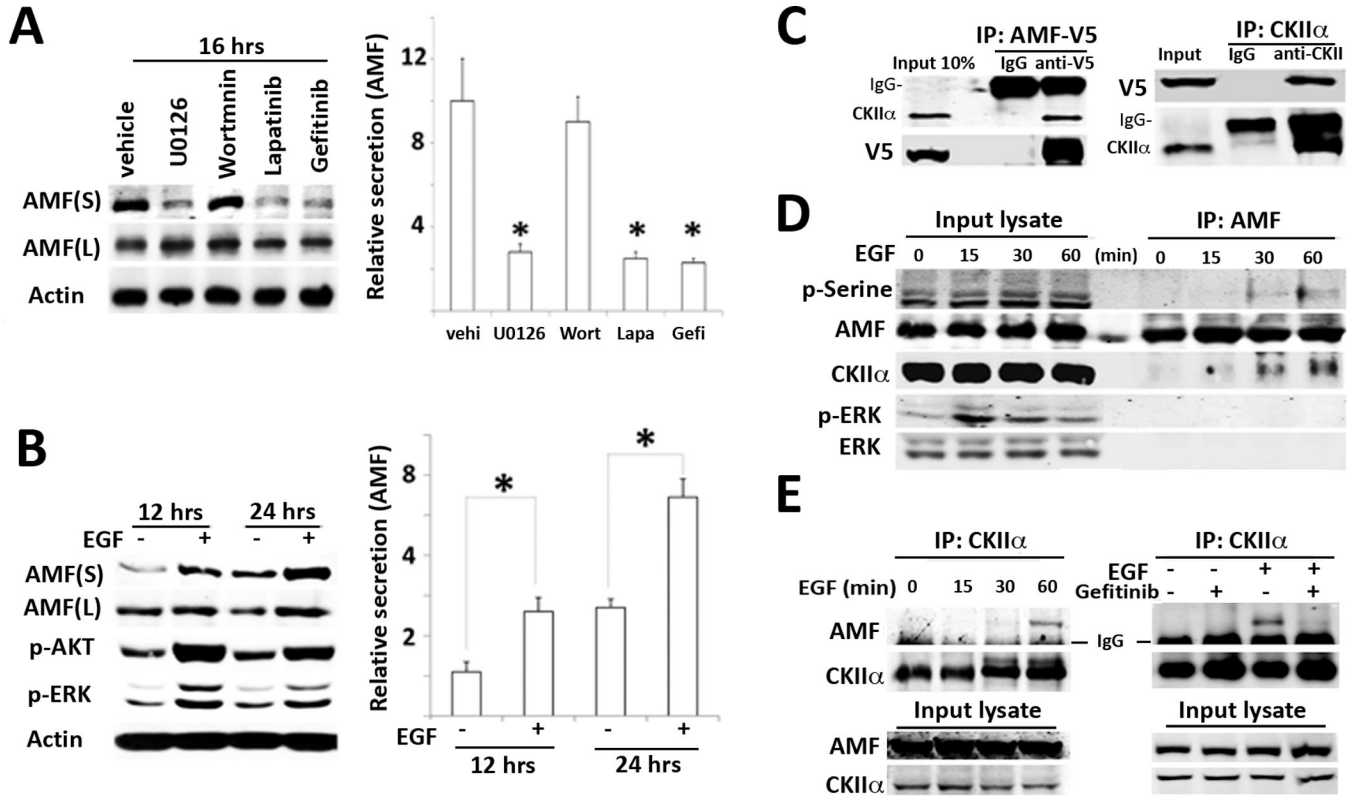 A
16 hrs
vehicle
U0126
Wortmnnin
Lapatinib
Gefitinib
AMF(S)
AMF(L)
Actin
Relative secretion (AMF)
12
8
4
* * *
vehi U0126 Wort Lapa Gefi
B
12 hrs 24 hrs
EGF - + - +
AMF(S)
AMF(L)
p-AKT
p-ERK
Actin
Relative secretion (AMF)
8
4
2
* *
EGF - + - +
12 hrs 24 hrs
C
IP: AMF-V5
Input 10% IgG anti-V5
IgG-
CKIIα
V5
IP: CKIIα
Input IgG anti-CKII
V5
IgG-
CKIIα
D
Input lysate IP: AMF
EGF 0 15 30 60 (min) 0 15 30 60
p-Serine
AMF
CKIIα
p-ERK
ERK
E
IP: CKIIα
EGF (min) 0 15 30 60
AMF
IgG
CKIIα
Input lysate
AMF
CKIIα
IP: CKIIα
- - + + EGF
Gefitinib - + - +
Input lysate